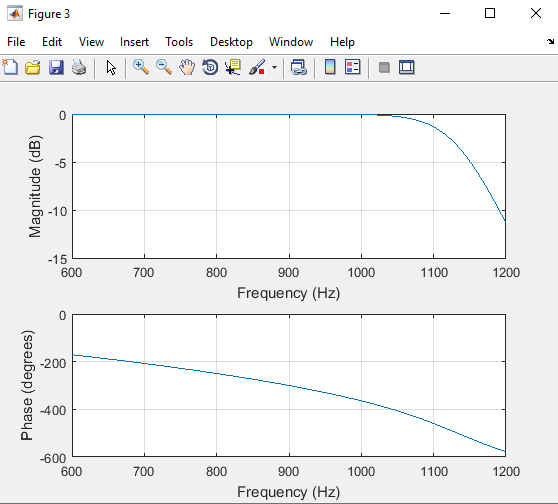 Figure 3
File Edit View Insert Tools Desktop Window Help
Magnitude (dB)
0
-5
-10
-15
600 700 800 900 1000 1100 1200
Frequency (Hz)
Phase (degrees)
0
-200
-400
-600
600 700 800 900 1000 1100 1200
Frequency (Hz)